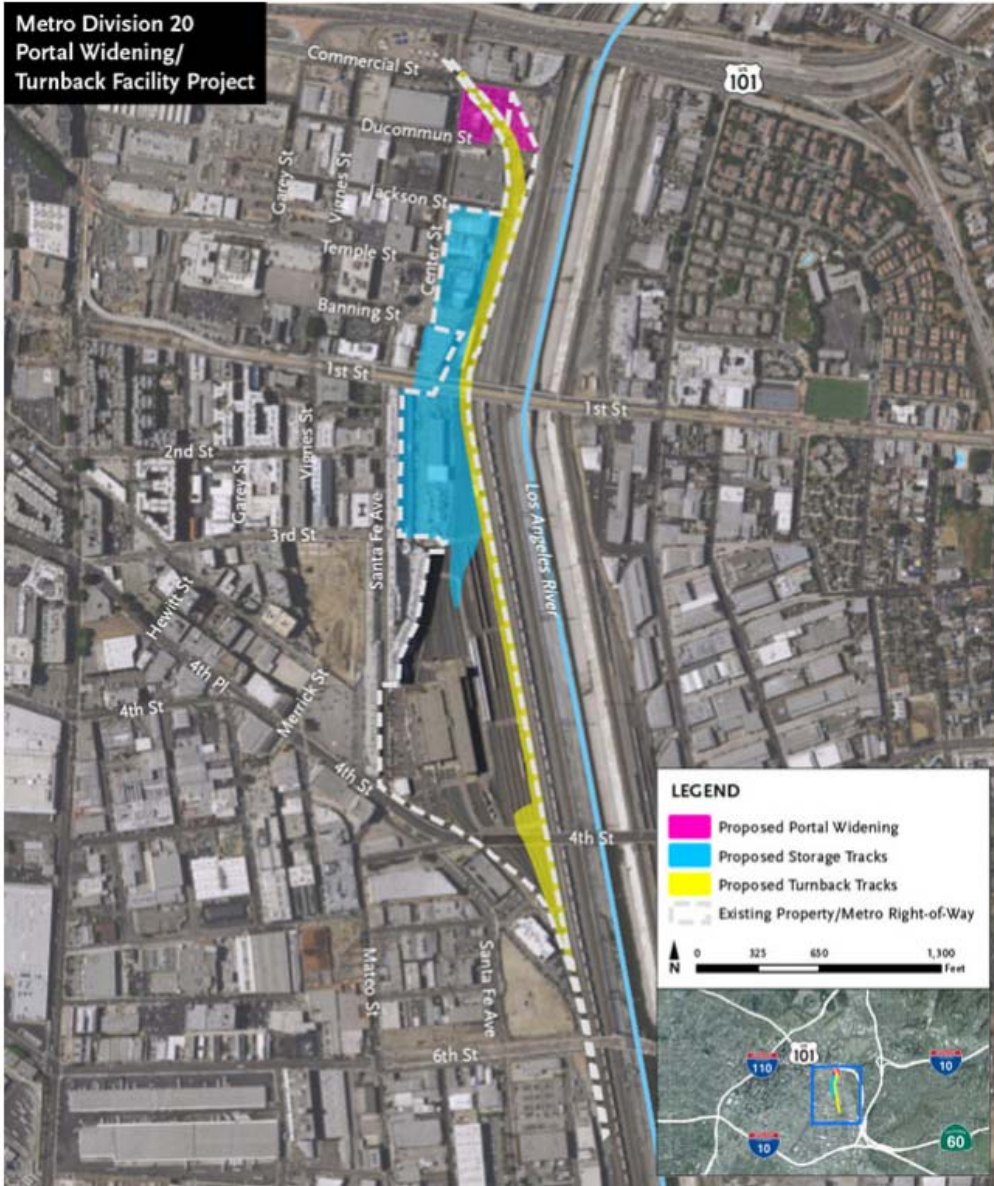 Metro Division 20
Portal Widening/
Turnback Facility Project
Commercial St
US
101
Ducommun St
Garey St
Vignes St
Jackson St
Center St
Temple St
Banning St
1st St
1st St
2nd St
Vignes St
Garey St
Santa Fe Ave
3rd St
Los Angeles River
Hewitt St
4th Pl
4th St
Merrick St
4th St
4th St
Mateo St
Santa Fe Ave
6th St
LEGEND
Proposed Portal Widening
Proposed Storage Tracks
Proposed Turnback Tracks
Existing Property/Metro Right-of-Way
N
0 325 650 1,300
Feet
101
110
10
10
60